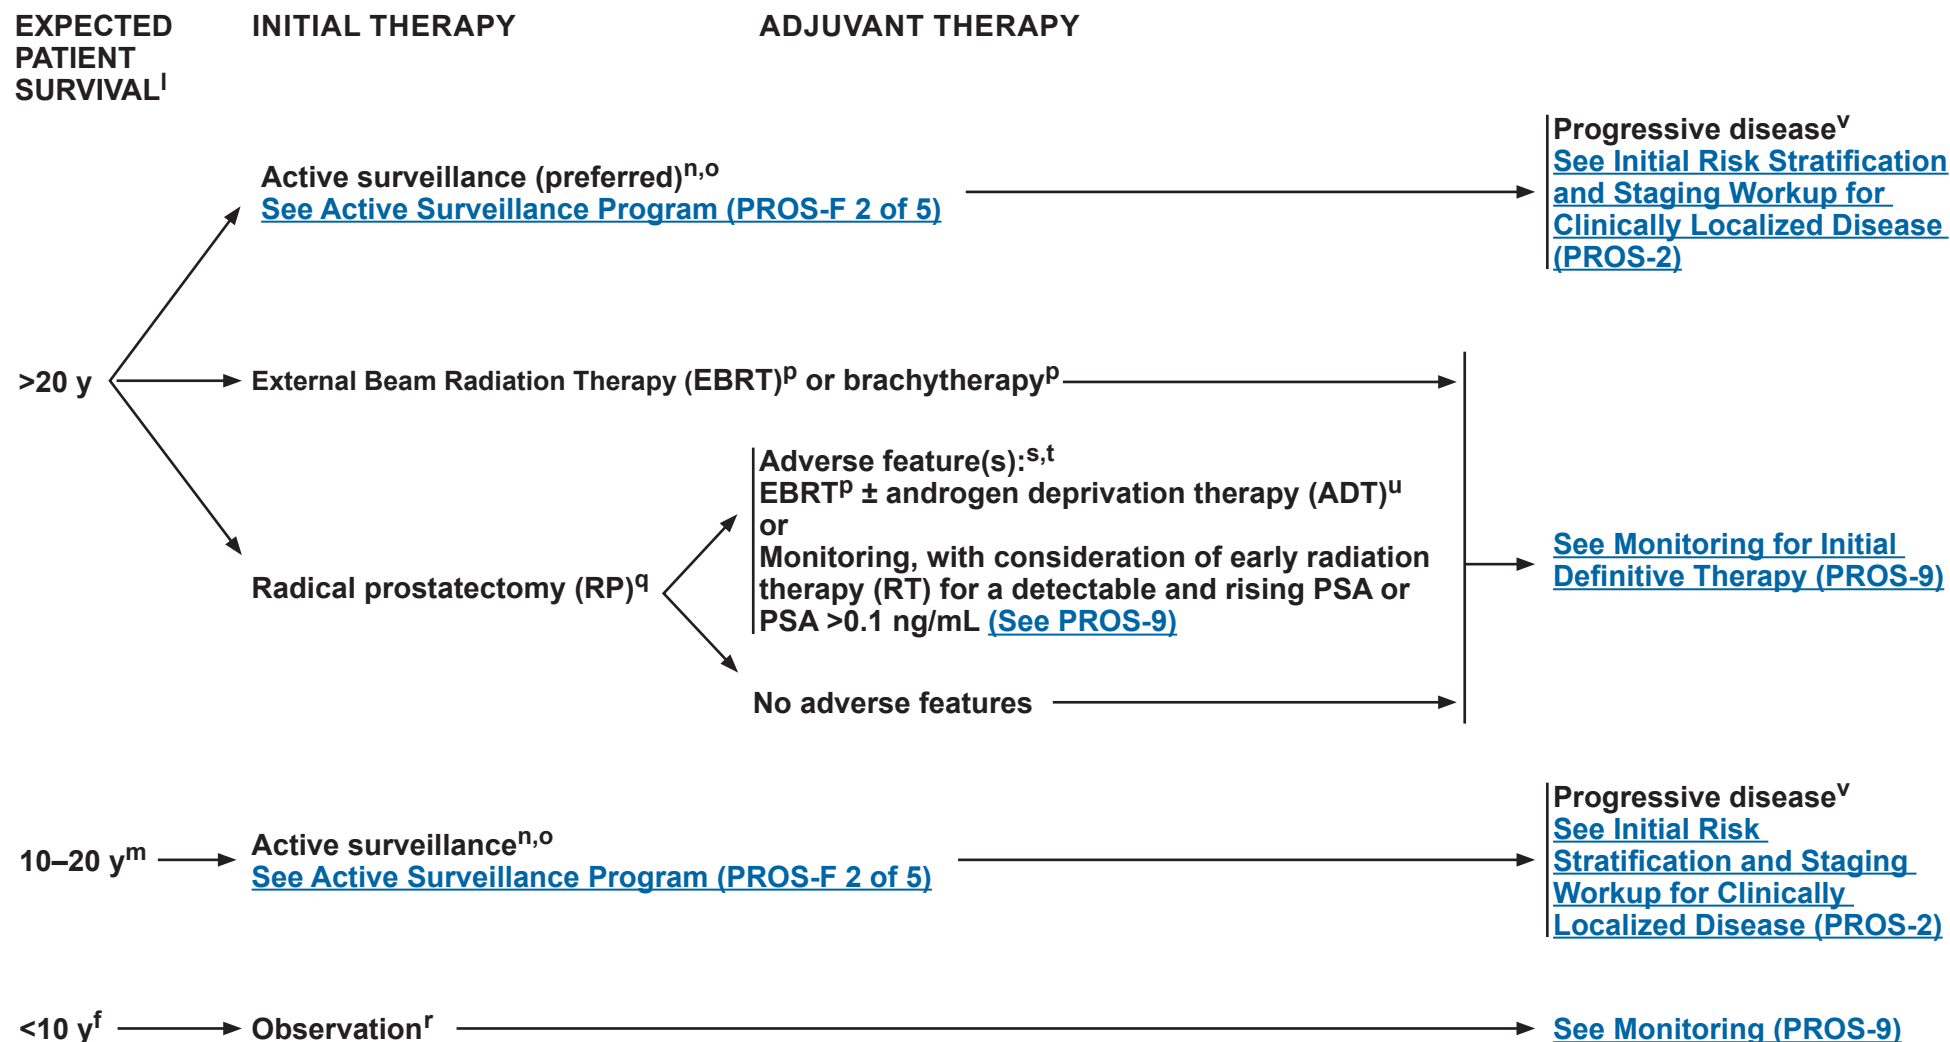 EXPECTED
PATIENT
SURVIVALl
INITIAL THERAPY
ADJUVANT THERAPY
Active surveillance (preferred)n,o
See Active Surveillance Program (PROS-F 2 of 5)
Progressive diseasev
See Initial Risk Stratification
and Staging Workup for
Clinically Localized Disease
(PROS-2)
>20 y
External Beam Radiation Therapy (EBRT)p or brachytherapyp
Radical prostatectomy (RP)q
Adverse feature(s):s,t
EBRTp ± androgen deprivation therapy (ADT)u
or
Monitoring, with consideration of early radiation
therapy (RT) for a detectable and rising PSA or
PSA >0.1 ng/mL (See PROS-9)
No adverse features
See Monitoring for Initial
Definitive Therapy (PROS-9)
10–20 ym
Active surveillancen,o
See Active Surveillance Program (PROS-F 2 of 5)
Progressive diseasev
See Initial Risk
Stratification and Staging
Workup for Clinically
Localized Disease (PROS-2)
<10 yf
Observationr
See Monitoring (PROS-9)